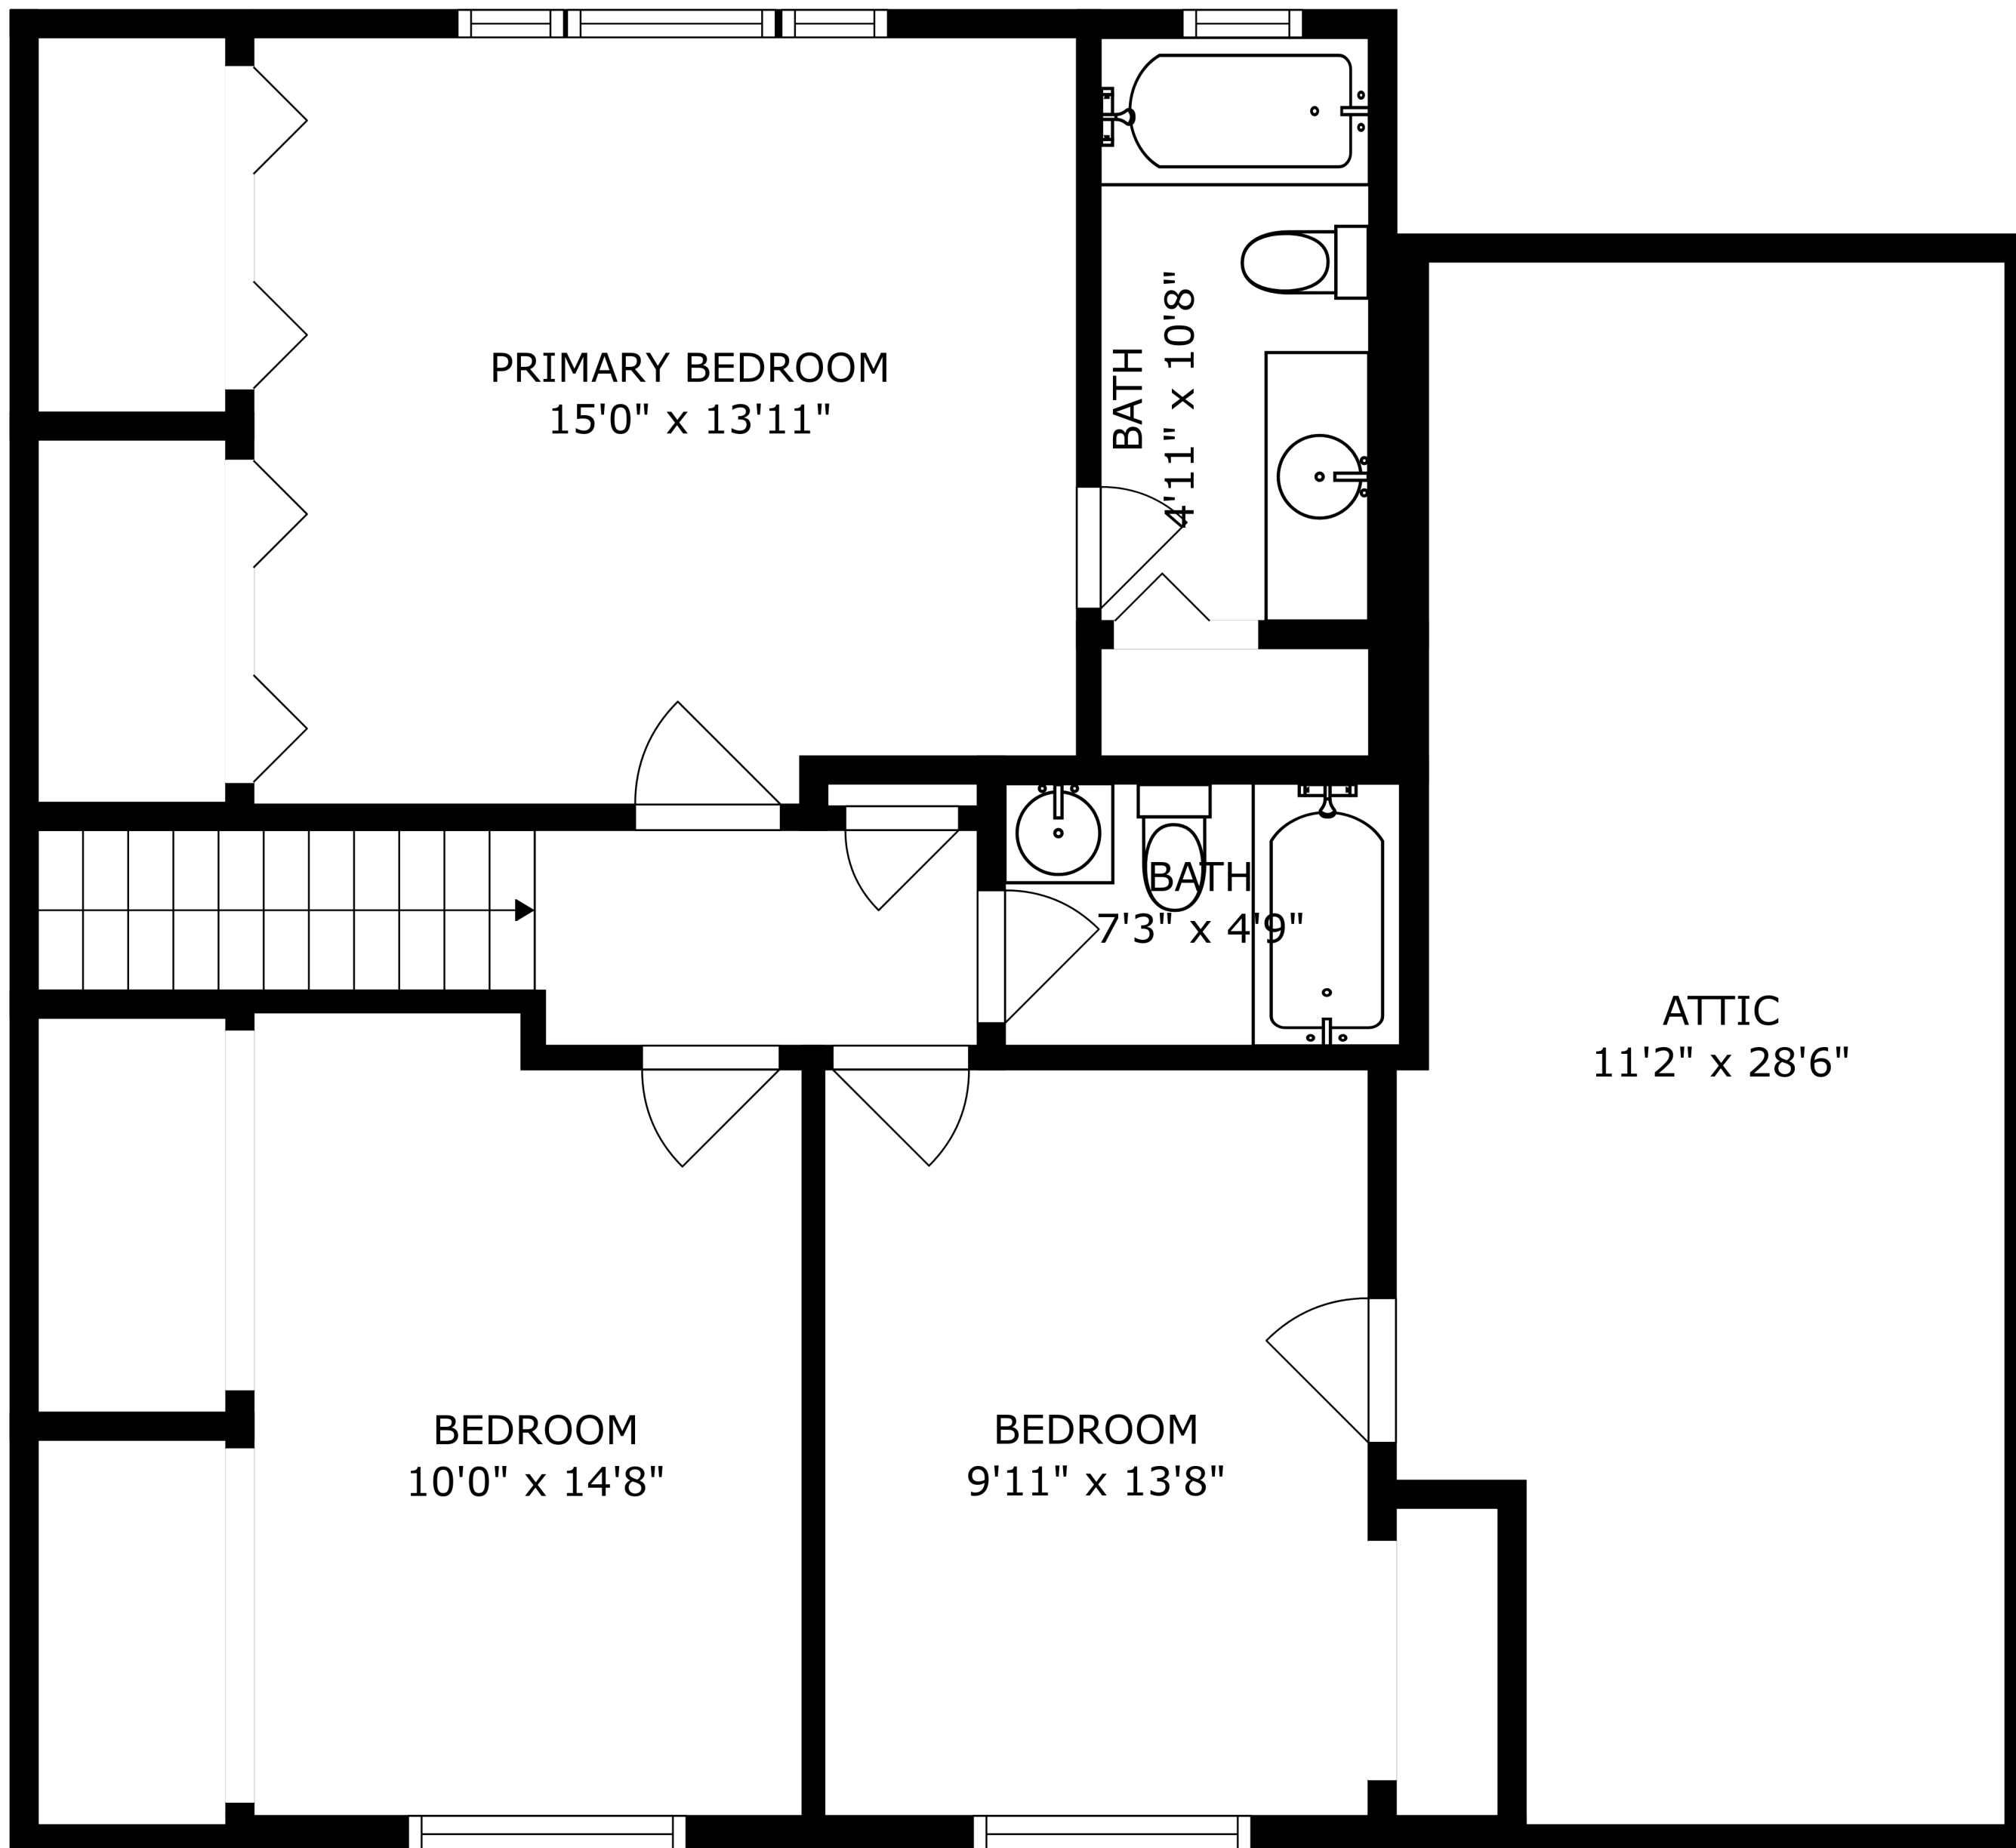 PRIMARY BEDROOM
15'0" x 13'11"
BATH
4'11" x 10'8"
BATH
7'3" x 4'9"
ATTIC
11'2" x 28'6"
BEDROOM
10'0" x 14'8"
BEDROOM
9'11" x 13'8"